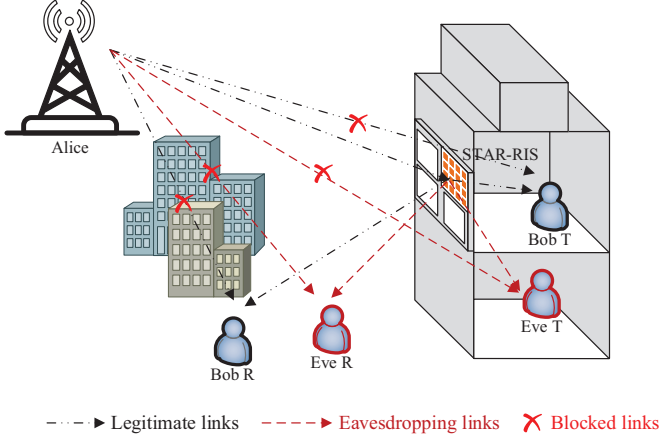 Alice
STAR-RIS
Bob T
Eve T
Bob R
Eve R
Legitimate links
Eavesdropping links
Blocked links